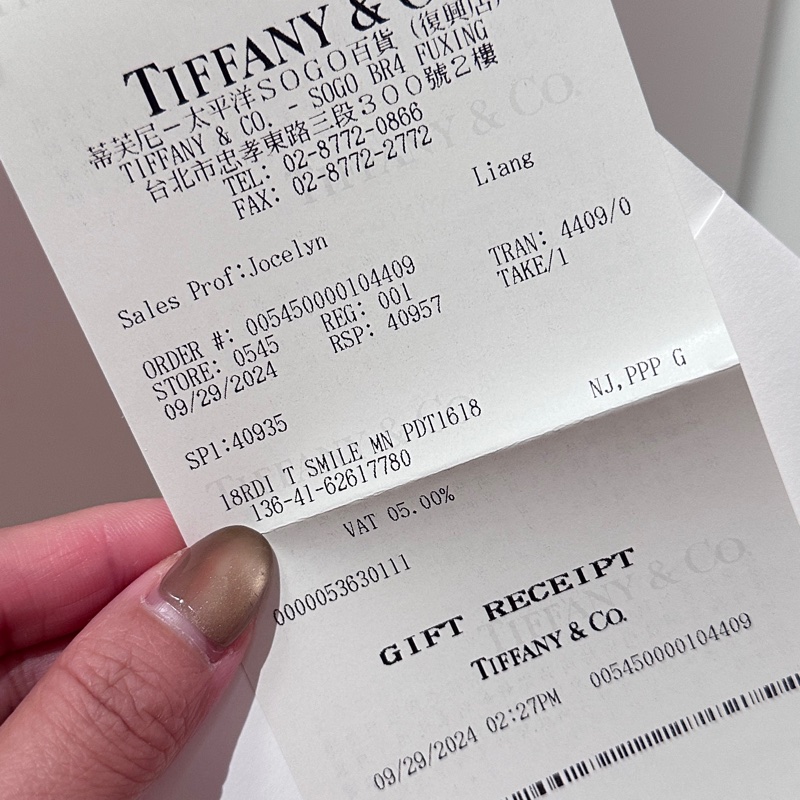 TIFFANY & CO.
蒂芙尼－太平洋ＳＯＧＯ百貨（復興店）
TIFFANY & CO. - SOGO BR4 FUXING
台北市忠孝東路三段３００號２樓
TEL: 02-8772-0866
FAX: 02-8772-2772
Sales Prof:Jocelyn Liang
ORDER #: 005450000104409 TRAN: 4409/0
STORE: 0545 REG: 001 TAKE/1
09/29/2024 RSP: 40957
SP1:40935 NJ,PPP G
18RDI T SMILE MN PDT1618
136-41-62617780
VAT 05.00%
0000053630111
GIFT RECEIPT
TIFFANY & CO.
09/29/2024 02:27PM 005450000104409